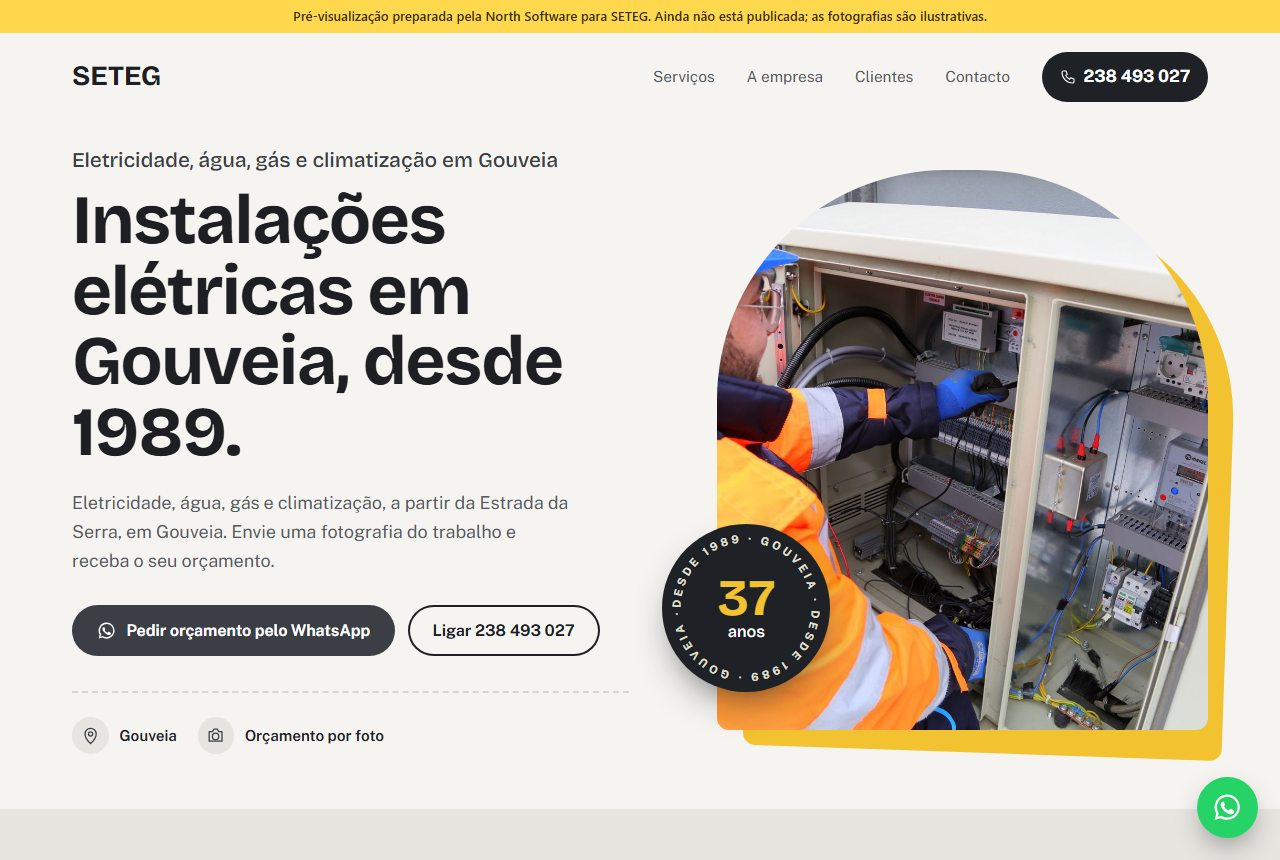 Pré-visualização preparada pela North Software para SETEG. Ainda não está publicada; as fotografias são ilustrativas.
SETEG
Serviços
A empresa
Clientes
Contacto
238 493 027
Eletricidade, água, gás e climatização em Gouveia
Instalações
elétricas em
Gouveia, desde
1989.
Eletricidade, água, gás e climatização, a partir da Estrada da
Serra, em Gouveia. Envie uma fotografia do trabalho e
receba o seu orçamento.
Pedir orçamento pelo WhatsApp
Ligar 238 493 027
Gouveia
Orçamento por foto
DESDE 1989 · GOUVEIA · DESDE 1989 · GOUVEIA ·
37
anos